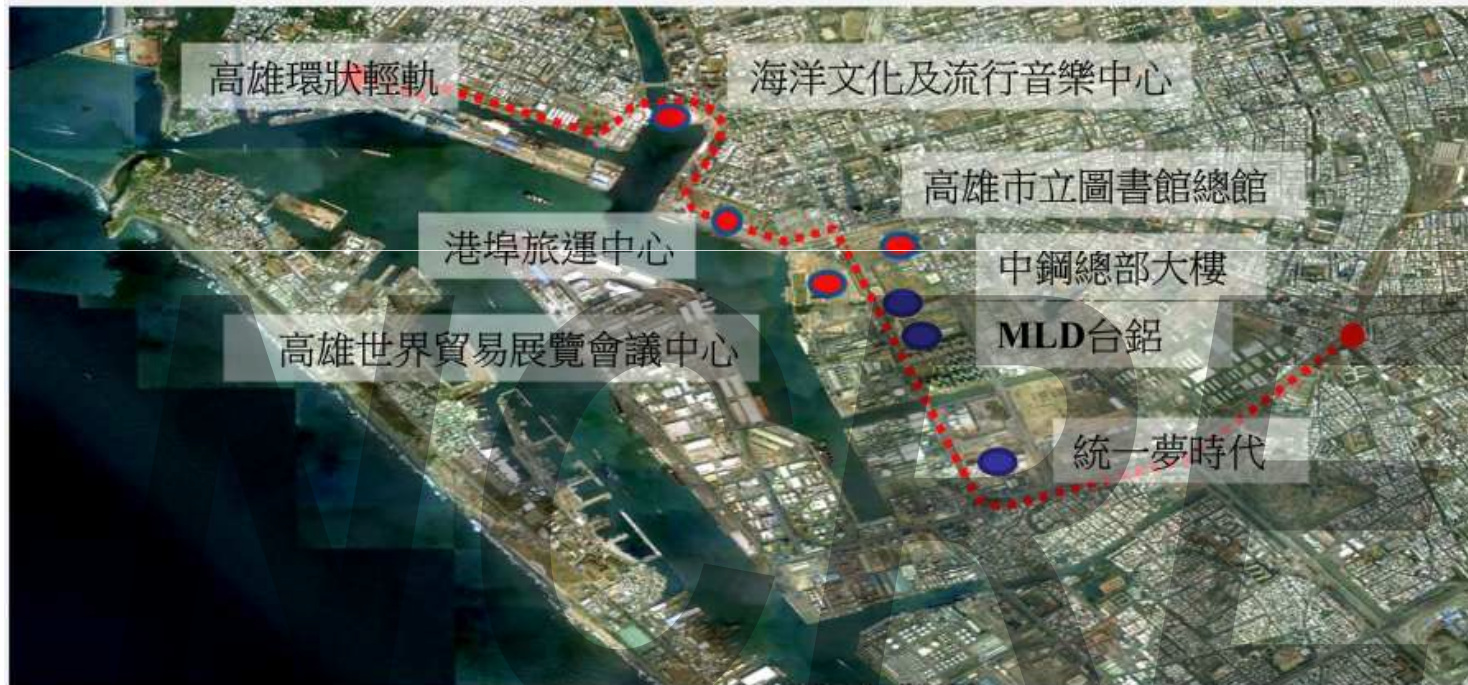 高雄環狀輕軌
海洋文化及流行音樂中心
高雄市立圖書館總館
港埠旅運中心
中鋼總部大樓
高雄世界貿易展覽會議中心
MLD台鋁
統一夢時代
NCRE